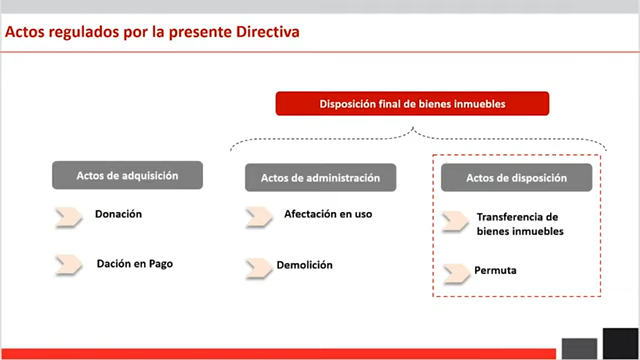 Actos regulados por la presente Directiva
Disposición final de bienes inmuebles
Actos de adquisición
Donación
Dación en Pago
Actos de administración
Afectación en uso
Demolición
Actos de disposición
Transferencia de
bienes inmuebles
Permuta